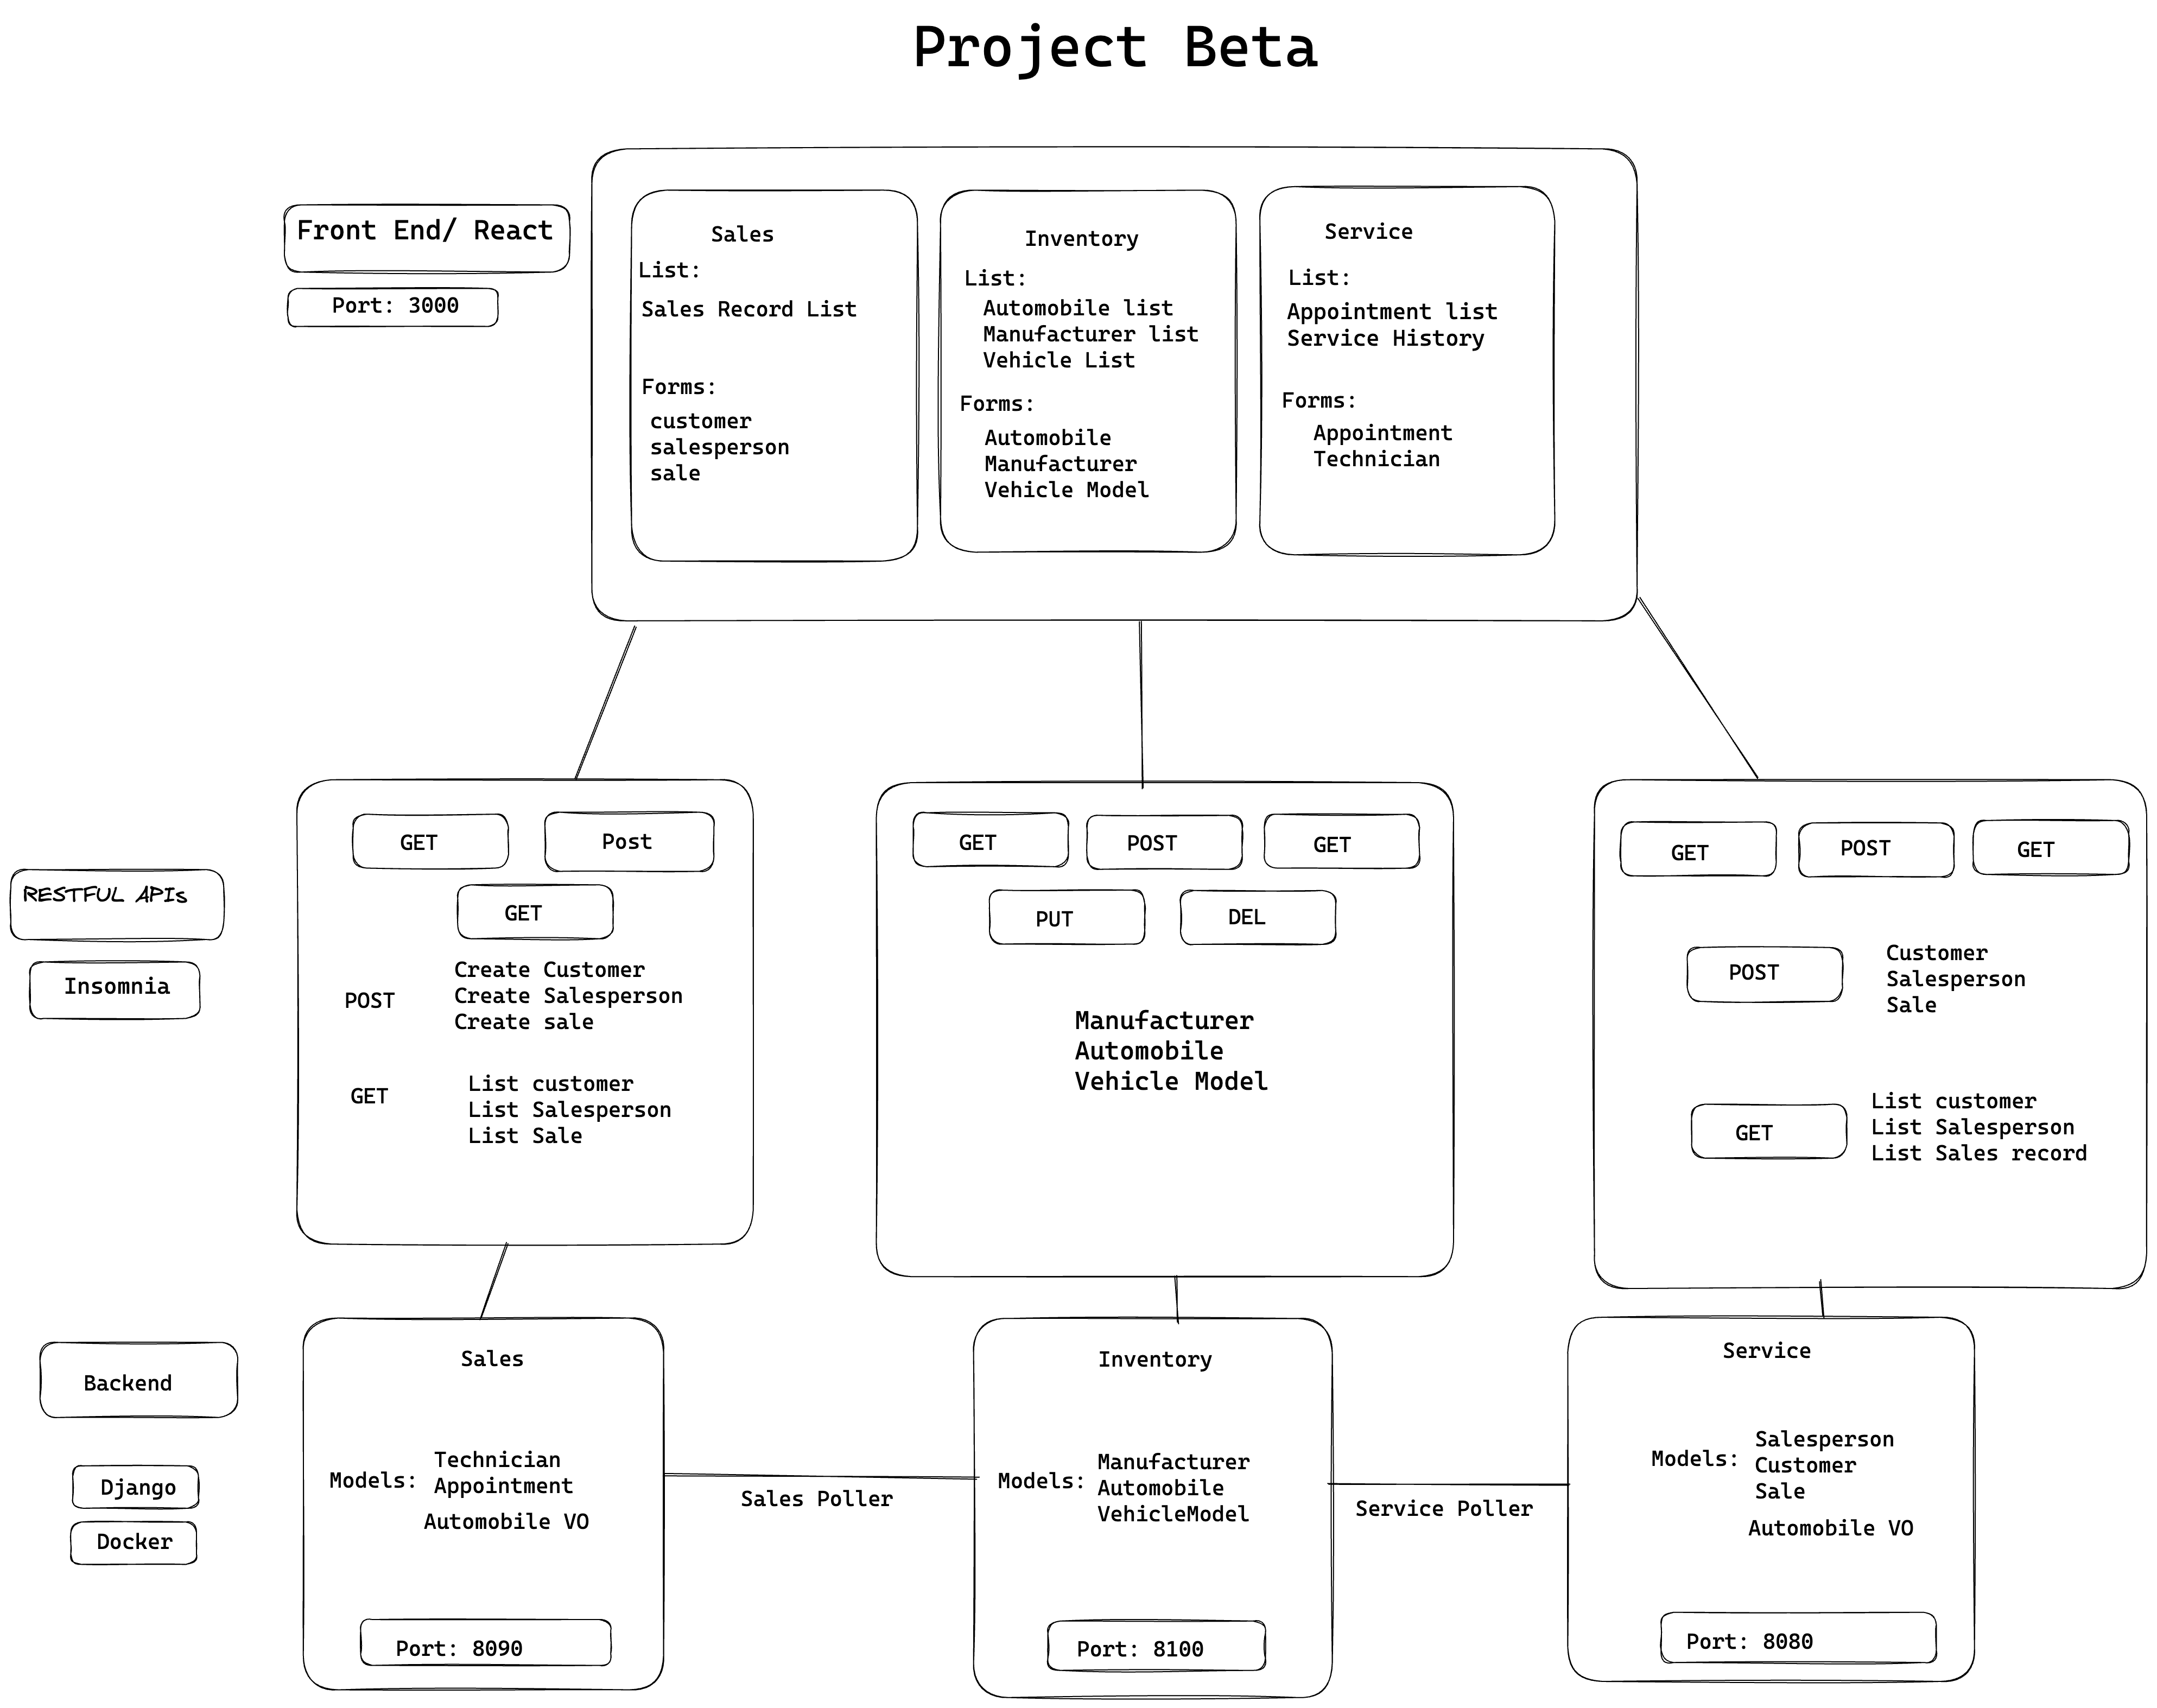 Project Beta
Front End/ React
Port: 3000
Sales
List:
Sales Record List
Forms:
customer
salesperson
sale
Inventory
List:
Automobile list
Manufacturer list
Vehicle List
Forms:
Automobile
Manufacturer
Vehicle Model
Service
List:
Appointment list
Service History
Forms:
Appointment
Technician
RESTFUL APIs
Insomnia
GET
Post
GET
POST
Create Customer
Create Salesperson
Create sale
GET
List customer
List Salesperson
List Sale
GET
POST
GET
PUT
DEL
Manufacturer
Automobile
Vehicle Model
GET
POST
GET
POST
Customer
Salesperson
Sale
GET
List customer
List Salesperson
List Sales record
Backend
Django
Docker
Sales
Models:
Technician
Appointment
Automobile VO
Port: 8090
Sales Poller
Inventory
Models:
Manufacturer
Automobile
VehicleModel
Port: 8100
Service Poller
Service
Models:
Salesperson
Customer
Sale
Automobile VO
Port: 8080